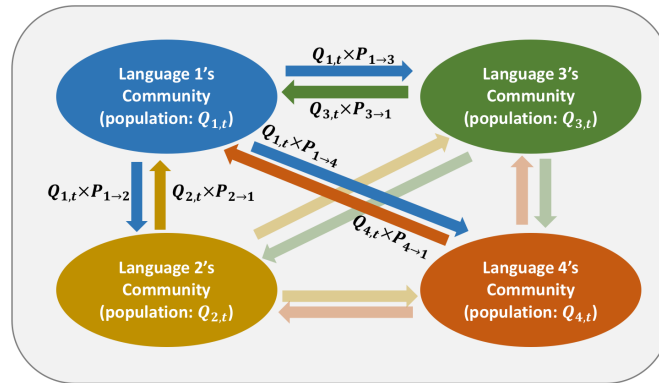 Language 1's
Community
(population: Q₁,ₜ)
Q₁,ₜ×P₁→₃
Q₃,ₜ×P₃→₁
Language 3's
Community
(population: Q₃,ₜ)
Q₁,ₜ×P₁→₄
Q₄,ₜ×P₄→₁
Q₁,ₜ×P₁→₂
Q₂,ₜ×P₂→₁
Language 2's
Community
(population: Q₂,ₜ)
Language 4's
Community
(population: Q₄,ₜ)